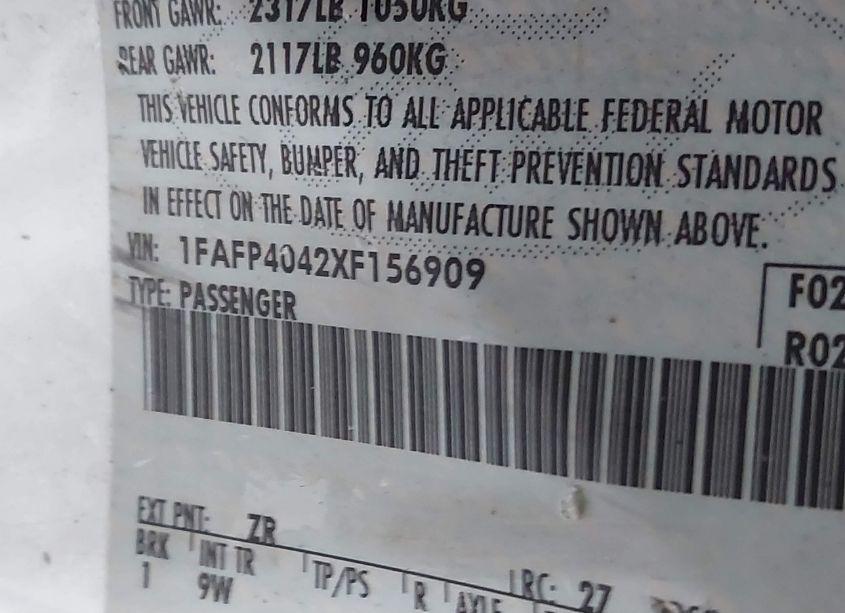 FRONT GAWR: 2317LB 1050KG
REAR GAWR: 2117LB 960KG
THIS VEHICLE CONFORMS TO ALL APPLICABLE FEDERAL MOTOR
VEHICLE SAFETY, BUMPER, AND THEFT PREVENTION STANDARDS
IN EFFECT ON THE DATE OF MANUFACTURE SHOWN ABOVE.
VIN: 1FAFP4042XF156909
TYPE: PASSENGER
F02
R02
EXT PNT: ZR
RC: 27
BRK INT TR TP/PS R AXLE
1 9W